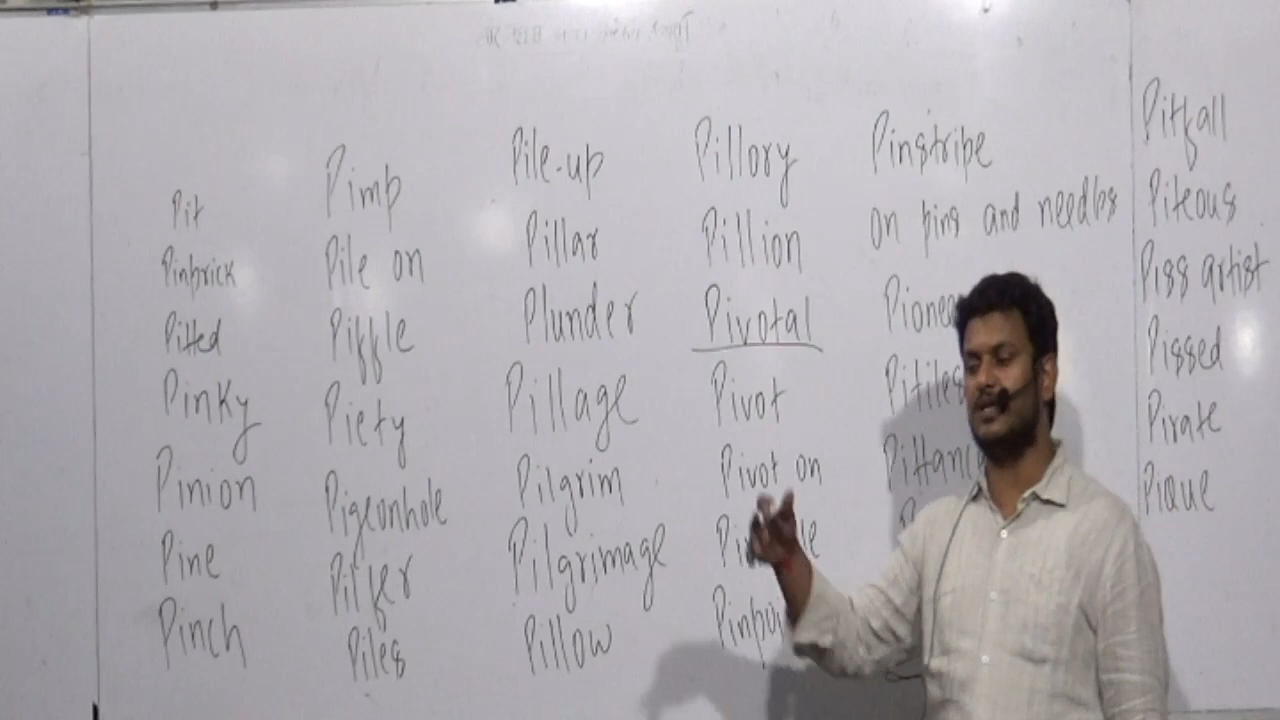 Pit
Pinprick
Pitted
Pinky
Pinion
Pine
Pinch
Pimp
Pile on
Piffle
Piety
Pigeonhole
Pilfer
Piles
Pile-up
Pillar
Plunder
Pillage
Pilgrim
Pilgrimage
Pillow
Pillory
Pillion
Pivotal
Pivot
Pivot on
Pinstripe
on pins and needles
Pitfall
Piteous
Piss artist
Pissed
Pirate
Pique